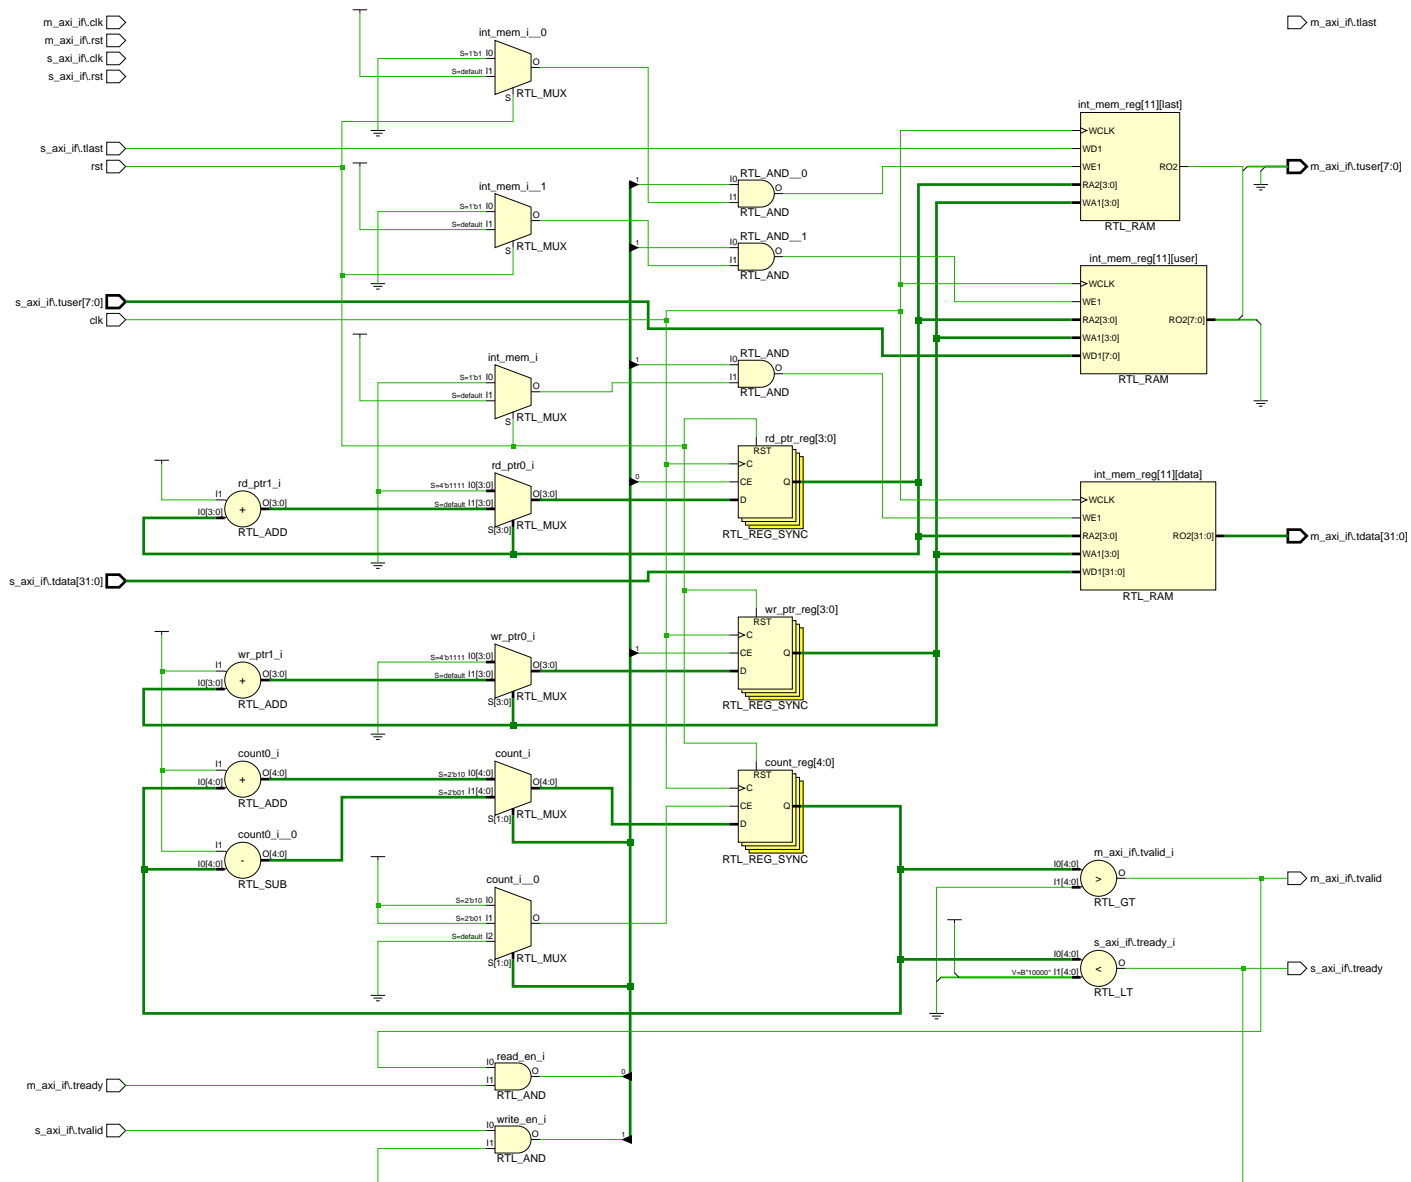 m_axi_if\.clk
m_axi_if\.rst
s_axi_if\.clk
s_axi_if\.rst
m_axi_if\.tlast
int_mem_i__0
S=1'b1 I0
S=default I1
O
S
RTL_MUX
s_axi_if\.tlast
rst
int_mem_i__1
S=1'b1 I0
S=default I1
O
S
RTL_MUX
1
RTL_AND__0
I0
I1
O
RTL_AND
1
RTL_AND__1
I0
I1
O
RTL_AND
int_mem_reg[11][last]
WCLK
WD1
WE1
RA2[3:0]
WA1[3:0]
RO2
RTL_RAM
m_axi_if\.tuser[7:0]
int_mem_reg[11][user]
WCLK
WE1
RA2[3:0]
WA1[3:0]
WD1[7:0]
RO2[7:0]
RTL_RAM
s_axi_if\.tuser[7:0]
clk
int_mem_i
S=1'b1 I0
S=default I1
O
S
RTL_MUX
1
RTL_AND
I0
I1
O
RTL_AND
rd_ptr1_i
I1
I0[3:0]
+
O[3:0]
RTL_ADD
rd_ptr0_i
S=4'b1111 I0[3:0]
S=default I1[3:0]
O[3:0]
S[3:0]
RTL_MUX
0
rd_ptr_reg[3:0]
RST
C
CE
D
Q
RTL_REG_SYNC
int_mem_reg[11][data]
WCLK
WE1
RA2[3:0]
WA1[3:0]
WD1[31:0]
RO2[31:0]
RTL_RAM
m_axi_if\.tdata[31:0]
s_axi_if\.tdata[31:0]
wr_ptr1_i
I1
I0[3:0]
+
O[3:0]
RTL_ADD
wr_ptr0_i
S=4'b1111 I0[3:0]
S=default I1[3:0]
O[3:0]
S[3:0]
RTL_MUX
1
wr_ptr_reg[3:0]
RST
C
CE
D
Q
RTL_REG_SYNC
count0_i
I1
I0[4:0]
+
O[4:0]
RTL_ADD
count_i
S=2'b10 I0[4:0]
S=2'b01 I1[4:0]
O[4:0]
S[1:0]
RTL_MUX
count_reg[4:0]
RST
C
CE
D
Q
RTL_REG_SYNC
count0_i__0
I1
I0[4:0]
-
O[4:0]
RTL_SUB
count_i__0
S=2'b10 I0
S=2'b01 I1
S=default I2
O
S[1:0]
RTL_MUX
m_axi_if\.tvalid_i
I0[4:0]
I1[4:0]
>
O
RTL_GT
m_axi_if\.tvalid
s_axi_if\.tready_i
I0[4:0]
V=B"10000" I1[4:0]
<
O
RTL_LT
s_axi_if\.tready
read_en_i
I0
I1
O
RTL_AND
0
m_axi_if\.tready
write_en_i
I0
I1
O
RTL_AND
1
s_axi_if\.tvalid